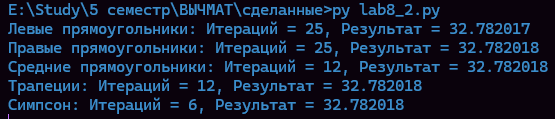 E:\Study\5 семестр\ВЫЧМАТ\сделанные>py lab8_2.py
Левые прямоугольники: Итераций = 25, Результат = 32.782017
Правые прямоугольники: Итераций = 25, Результат = 32.782018
Средние прямоугольники: Итераций = 12, Результат = 32.782018
Трапеции: Итераций = 12, Результат = 32.782018
Симпсон: Итераций = 6, Результат = 32.782018